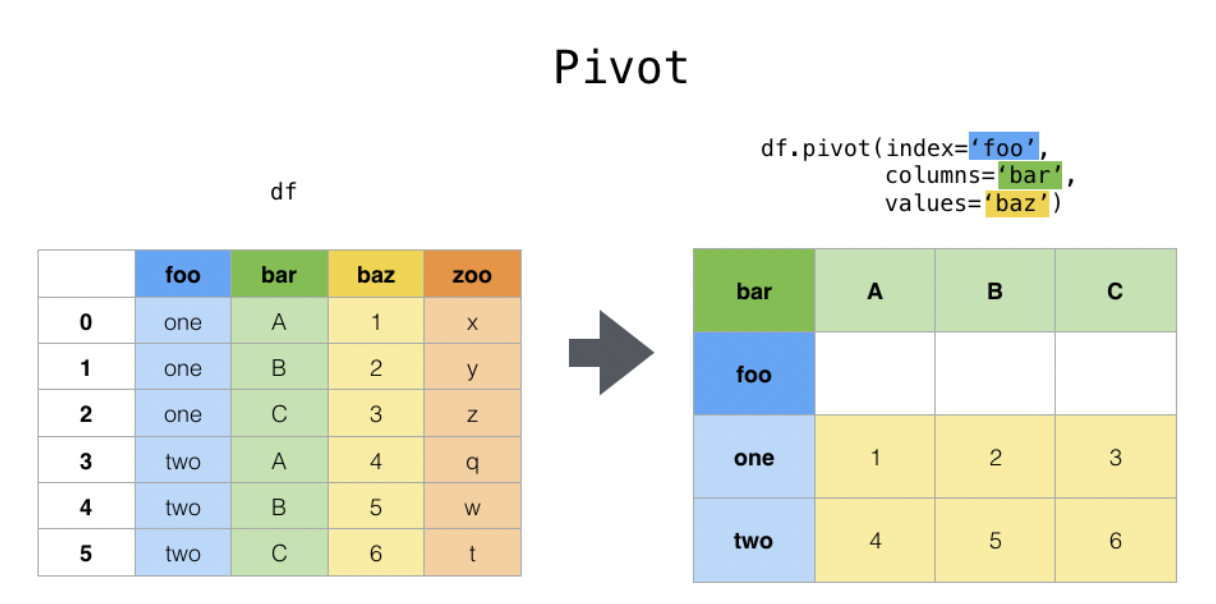 Pivot
df
foo bar baz zoo
0 one A 1 x
1 one B 2 y
2 one C 3 z
3 two A 4 q
4 two B 5 w
5 two C 6 t
df.pivot(index=‘foo’,
columns=‘bar’,
values=‘baz’)
bar A B C
foo
one 1 2 3
two 4 5 6